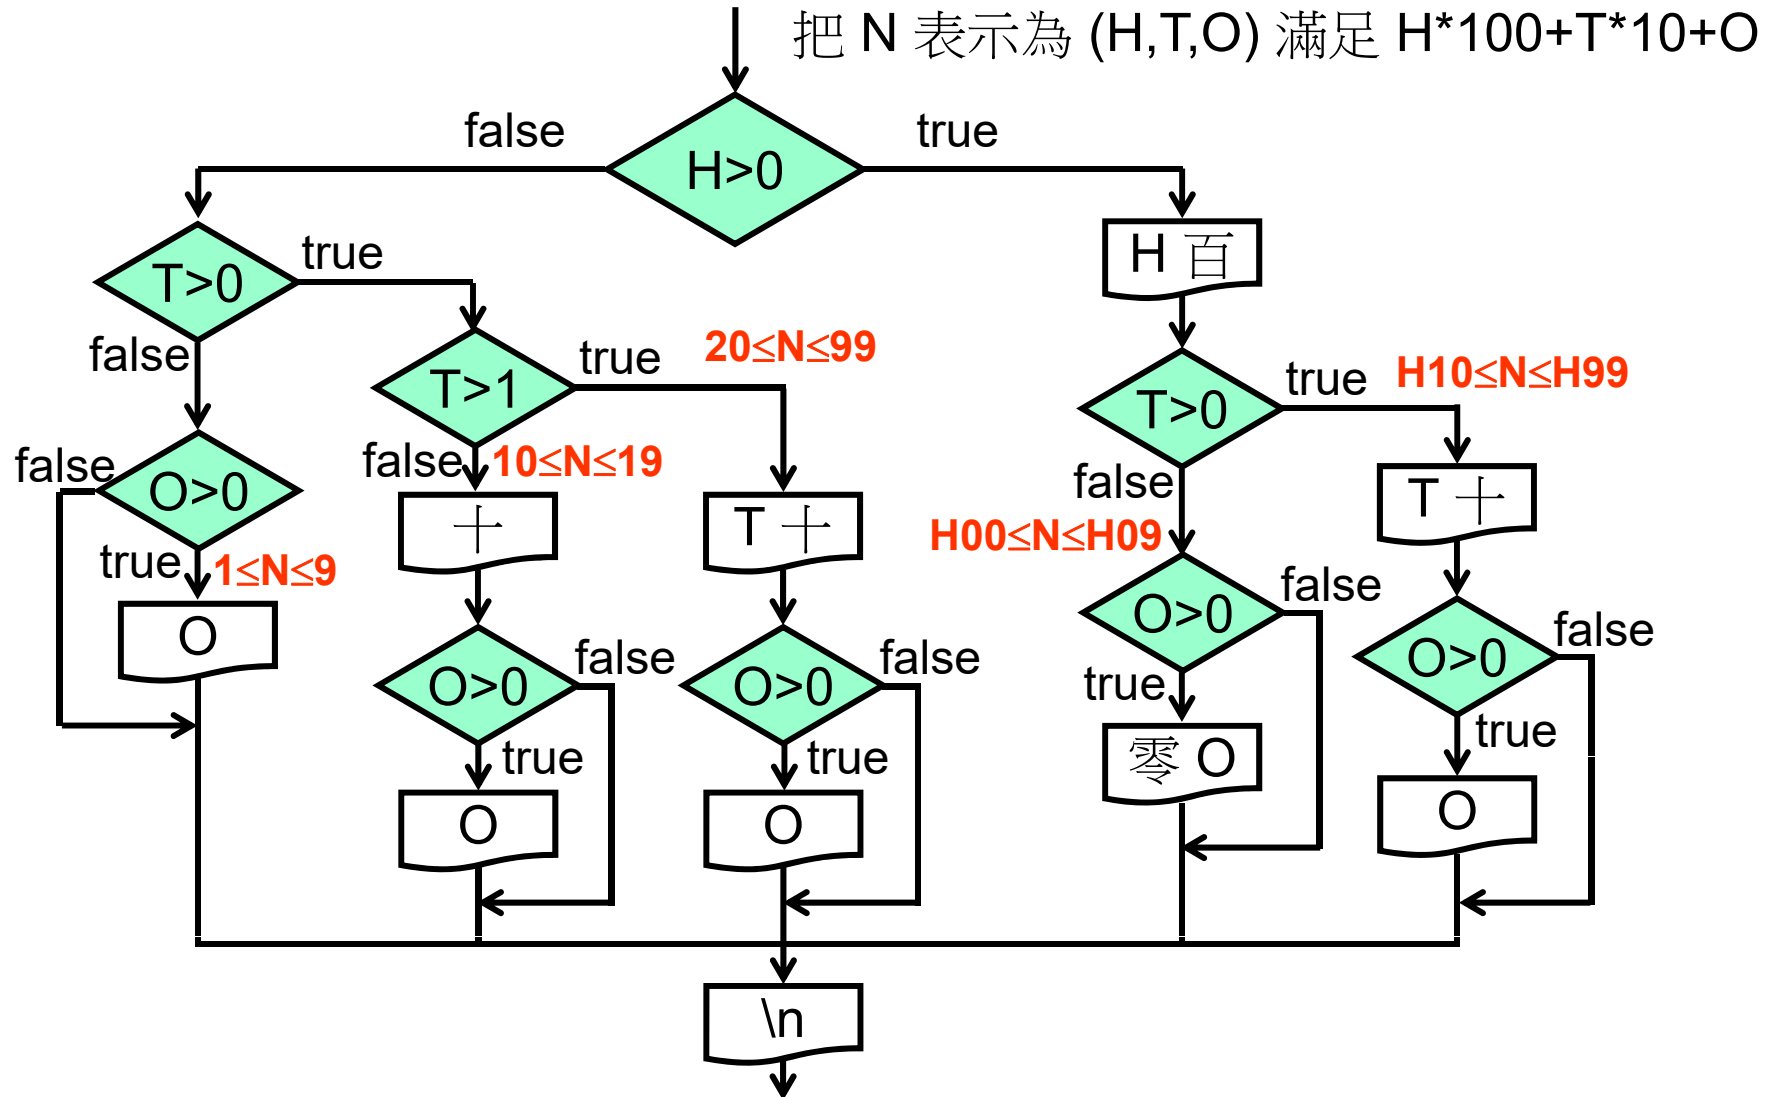 把 N 表示為 (H,T,O) 滿足 H*100+T*10+O
false
true
H>0
T>0
true
H 百
false
T>1
true
20≤N≤99
T>0
true
H10≤N≤H99
false
O>0
false
10≤N≤19
十
T 十
false
H00≤N≤H09
T 十
true
1≤N≤9
O
O>0
false
O>0
false
O>0
false
O>0
false
true
true
true
零 O
true
O
O
O
\n